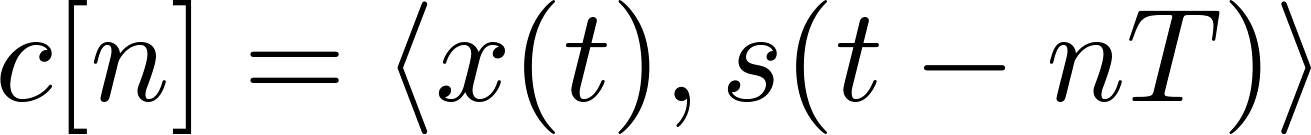 c[n] = ⟨x(t), s(t − nT)⟩